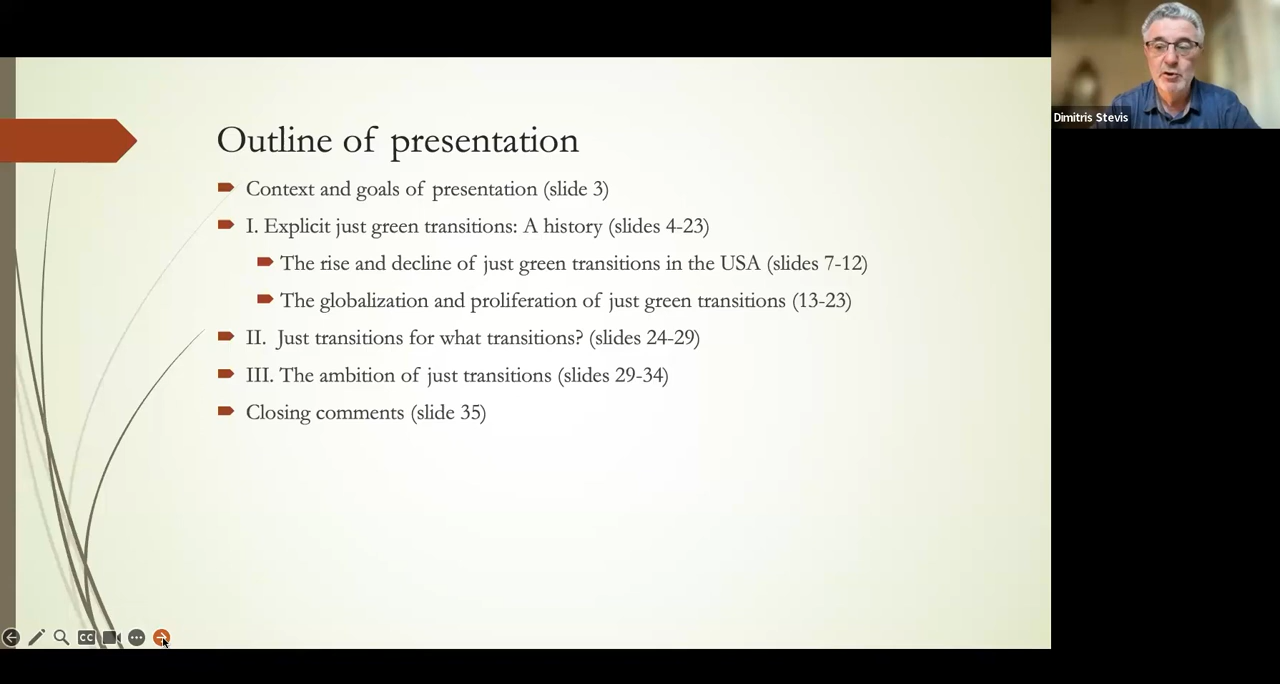 Outline of presentation
Context and goals of presentation (slide 3)
I. Explicit just green transitions: A history (slides 4-23)
The rise and decline of just green transitions in the USA (slides 7-12)
The globalization and proliferation of just green transitions (13-23)
II. Just transitions for what transitions? (slides 24-29)
III. The ambition of just transitions (slides 29-34)
Closing comments (slide 35)
CC
Dimitris Stevis